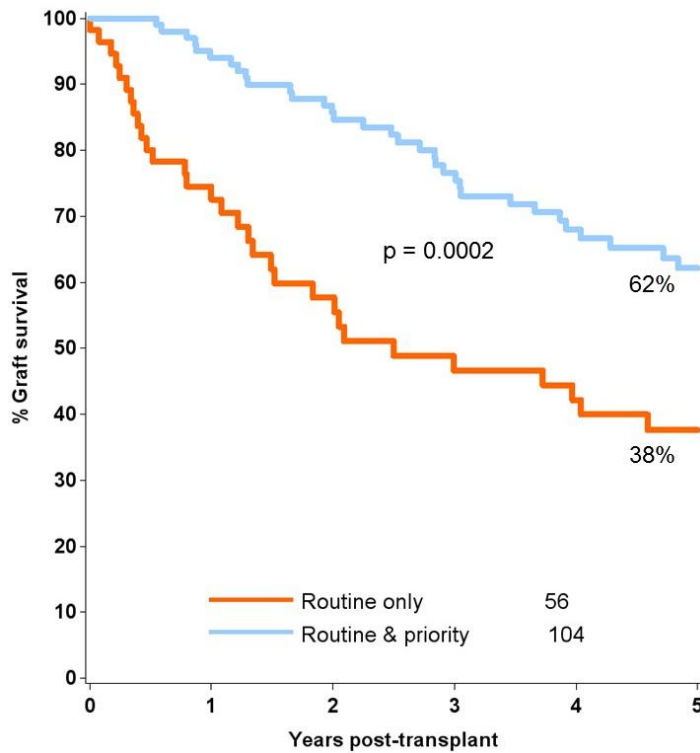 100
90
80
70
60
50
40
30
20
10
0
% Graft survival
p = 0.0002
62%
38%
Routine only 56
Routine & priority 104
0 1 2 3 4 5
Years post-transplant